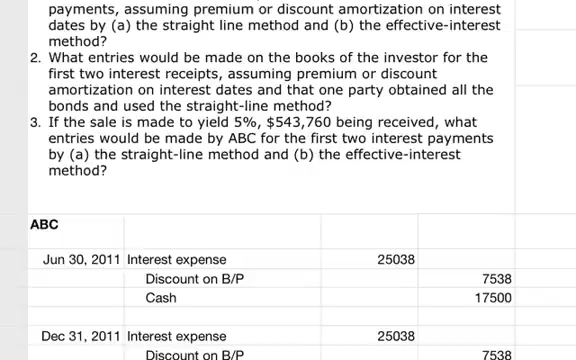 payments, assuming premium or discount amortization on interest
dates by (a) the straight line method and (b) the effective-interest
method?
2. What entries would be made on the books of the investor for the
first two interest receipts, assuming premium or discount
amortization on interest dates and that one party obtained all the
bonds and used the straight-line method?
3. If the sale is made to yield 5%, $543,760 being received, what
entries would be made by ABC for the first two interest payments
by (a) the straight-line method and (b) the effective-interest
method?
ABC
Jun 30, 2011 Interest expense 25038
Discount on B/P 7538
Cash 17500
Dec 31, 2011 Interest expense 25038
Discount on B/P 7538